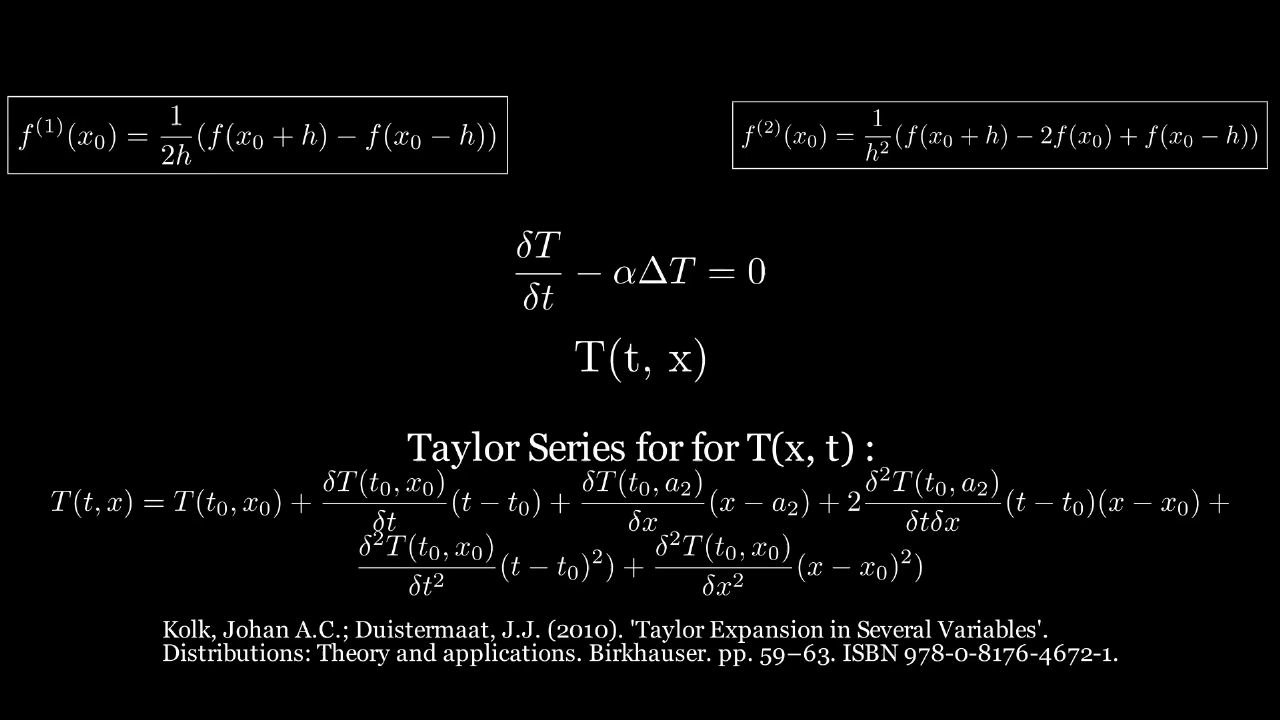 f^{(1)}(x_0) = \frac{1}{2h}(f(x_0 + h) - f(x_0 - h))
f^{(2)}(x_0) = \frac{1}{h^2}(f(x_0 + h) - 2f(x_0) + f(x_0 - h))
\frac{\delta T}{\delta t} - \alpha \Delta T = 0
T(t, x)
Taylor Series for for T(x, t) :
T(t, x) = T(t_0, x_0) + \frac{\delta T(t_0, x_0)}{\delta t}(t - t_0) + \frac{\delta T(t_0, a_2)}{\delta x}(x - a_2) + 2\frac{\delta^2 T(t_0, a_2)}{\delta t \delta x}(t - t_0)(x - x_0) +
\frac{\delta^2 T(t_0, x_0)}{\delta t^2}(t - t_0)^2) + \frac{\delta^2 T(t_0, x_0)}{\delta x^2}(x - x_0)^2)
Kolk, Johan A.C.; Duistermaat, J.J. (2010). 'Taylor Expansion in Several Variables'.
Distributions: Theory and applications. Birkhauser. pp. 59–63. ISBN 978-0-8176-4672-1.